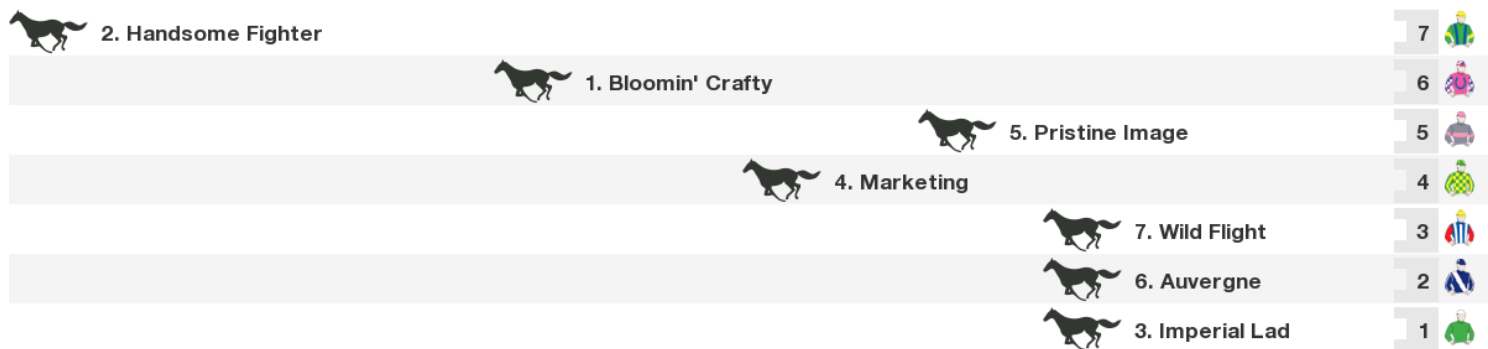 2. Handsome Fighter 7
1. Bloomin' Crafty 6
5. Pristine Image 5
4. Marketing 4
7. Wild Flight 3
6. Auvergne 2
3. Imperial Lad 1